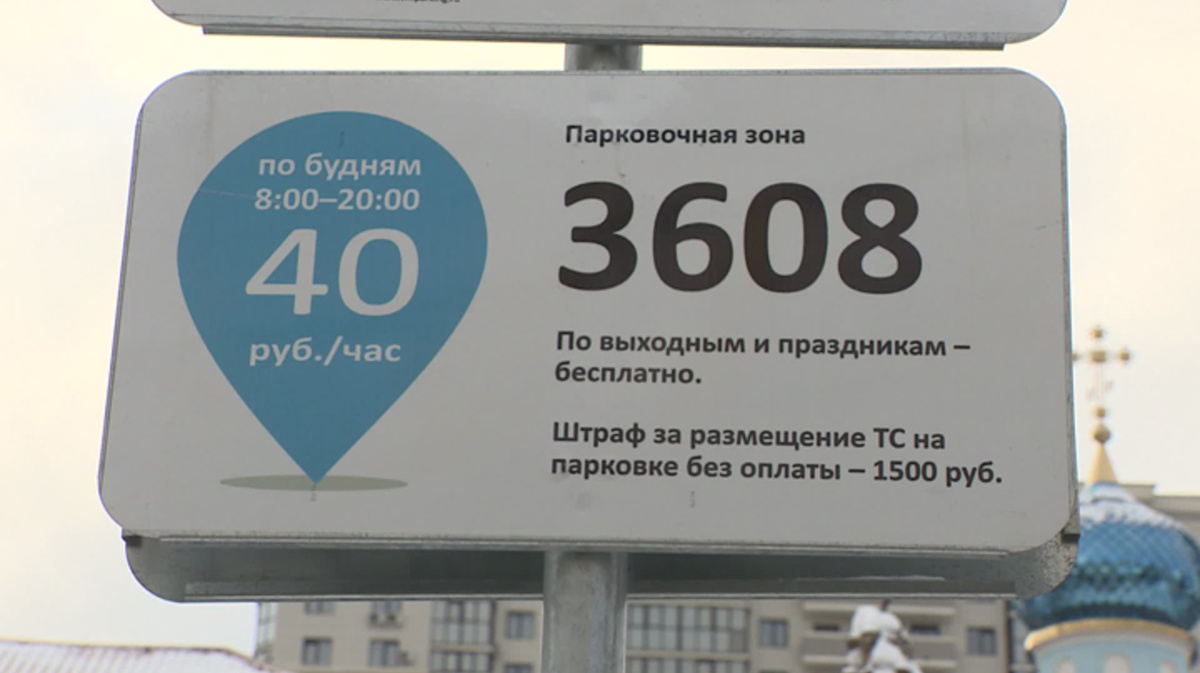 по будням
8:00–20:00
40
руб./час
Парковочная зона
3608
По выходным и праздникам –
бесплатно.
Штраф за размещение ТС на
парковке без оплаты – 1500 руб.